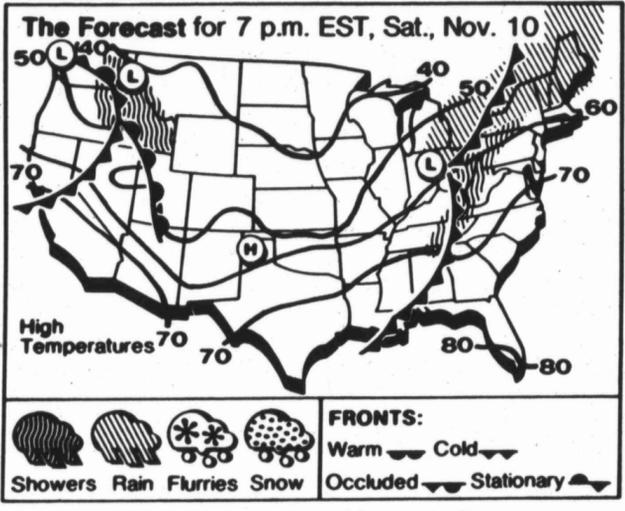 The Forecast for 7 p.m. EST, Sat., Nov. 10
50
L
40
L
40
50
60
L
70
70
H
High
Temperatures
70
70
80
80
Showers Rain Flurries Snow
FRONTS:
Warm Cold
Occluded Stationary